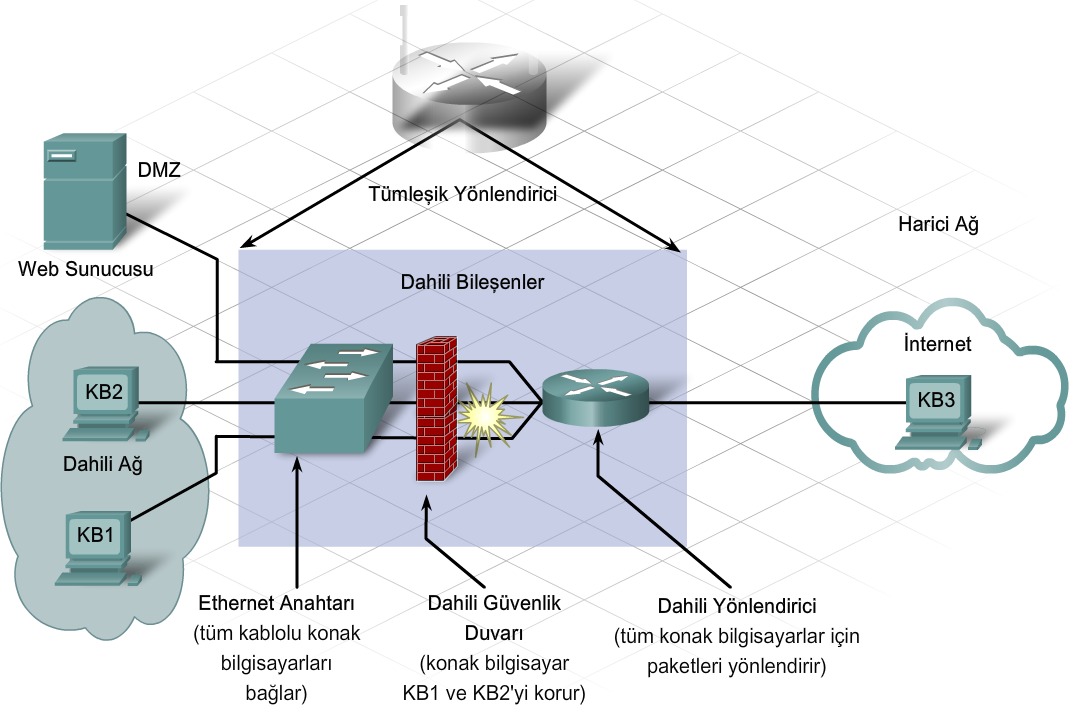 Tümleşik Yönlendirici
DMZ
Web Sunucusu
Harici Ağ
Dahili Bileşenler
İnternet
KB2
KB3
Dahili Ağ
KB1
Ethernet Anahtarı
(tüm kablolu konak
bilgisayarları
bağlar)
Dahili Güvenlik
Duvarı
(konak bilgisayar
KB1 ve KB2'yi korur)
Dahili Yönlendirici
(tüm konak bilgisayarlar için
paketleri yönlendirir)